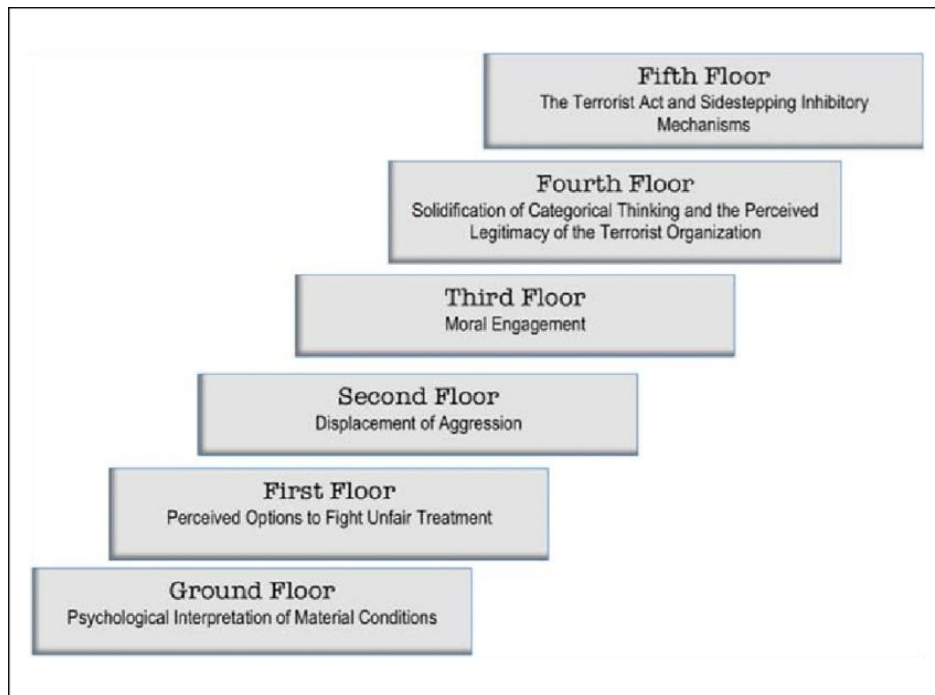 Fifth Floor
The Terrorist Act and Sidestepping Inhibitory
Mechanisms
Fourth Floor
Solidification of Categorical Thinking and the Perceived
Legitimacy of the Terrorist Organization
Third Floor
Moral Engagement
Second Floor
Displacement of Aggression
First Floor
Perceived Options to Fight Unfair Treatment
Ground Floor
Psychological Interpretation of Material Conditions